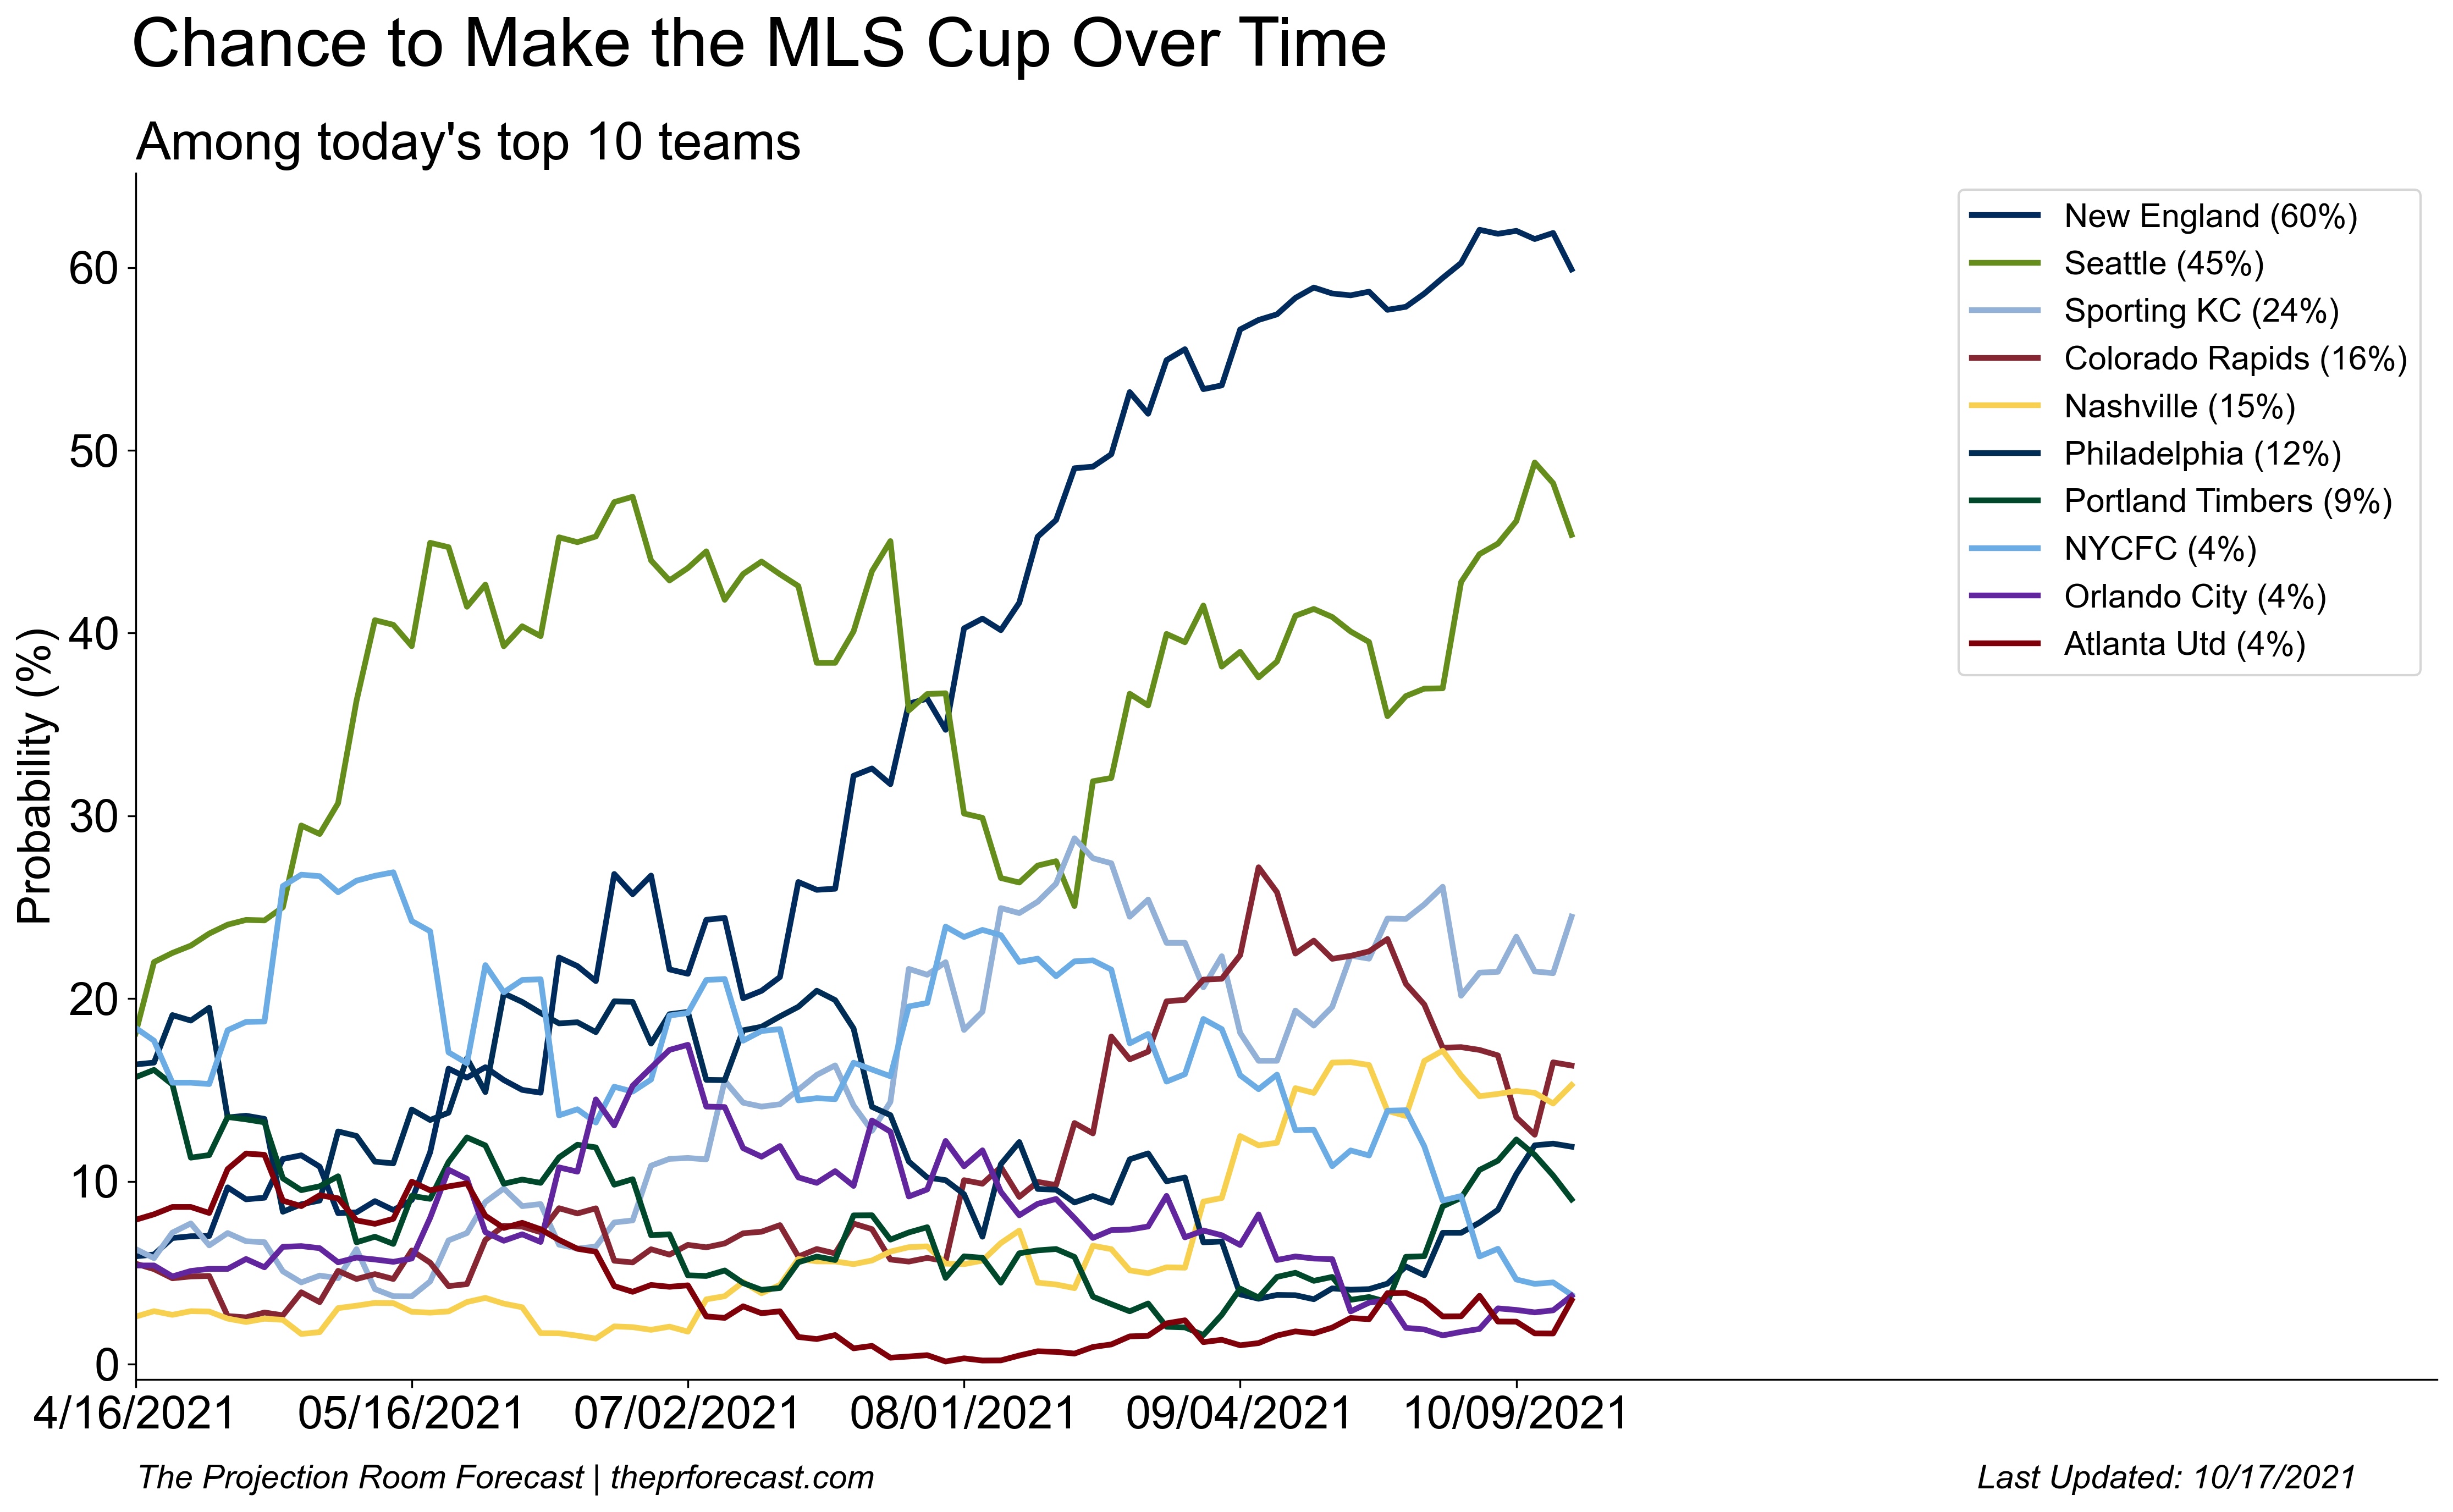 Chance to Make the MLS Cup Over Time
Among today's top 10 teams
New England (60%)
Seattle (45%)
Sporting KC (24%)
Colorado Rapids (16%)
Nashville (15%)
Philadelphia (12%)
Portland Timbers (9%)
NYCFC (4%)
Orlando City (4%)
Atlanta Utd (4%)
Probability (%)
60
50
40
30
20
10
0
4/16/2021 05/16/2021 07/02/2021 08/01/2021 09/04/2021 10/09/2021
The Projection Room Forecast | theprforecast.com
Last Updated: 10/17/2021